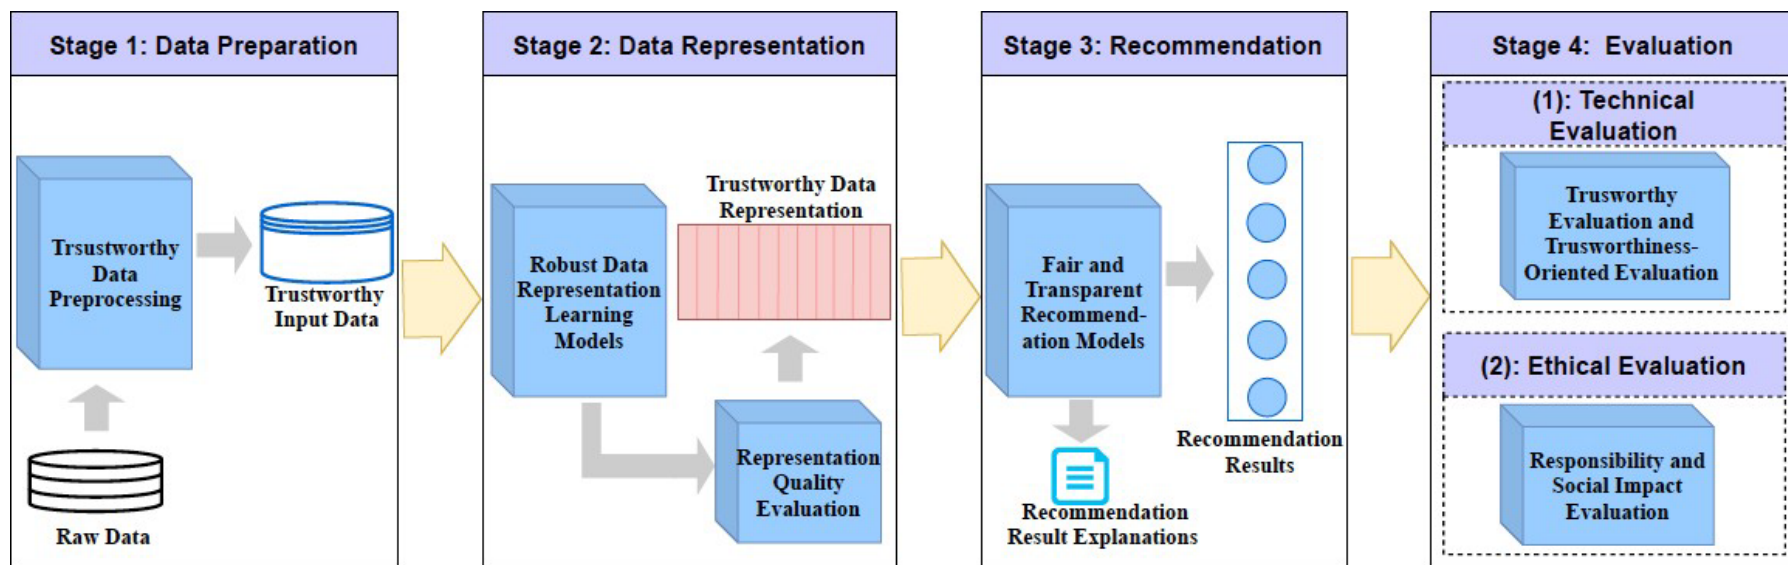 Stage 1: Data Preparation
Trsustworthy
Data
Preprocessing
Trustworthy
Input Data
Raw Data
Stage 2: Data Representation
Robust Data
Representation
Learning
Models
Trustworthy Data
Representation
Representation
Quality
Evaluation
Stage 3: Recommendation
Fair and
Transparent
Recommend-
ation Models
Recommendation
Results
Recommendation
Result Explanations
Stage 4: Evaluation
(1): Technical
Evaluation
Trusworthy
Evaluation and
Trusworthiness-
Oriented Evaluation
(2): Ethical Evaluation
Responsibility and
Social Impact
Evaluation